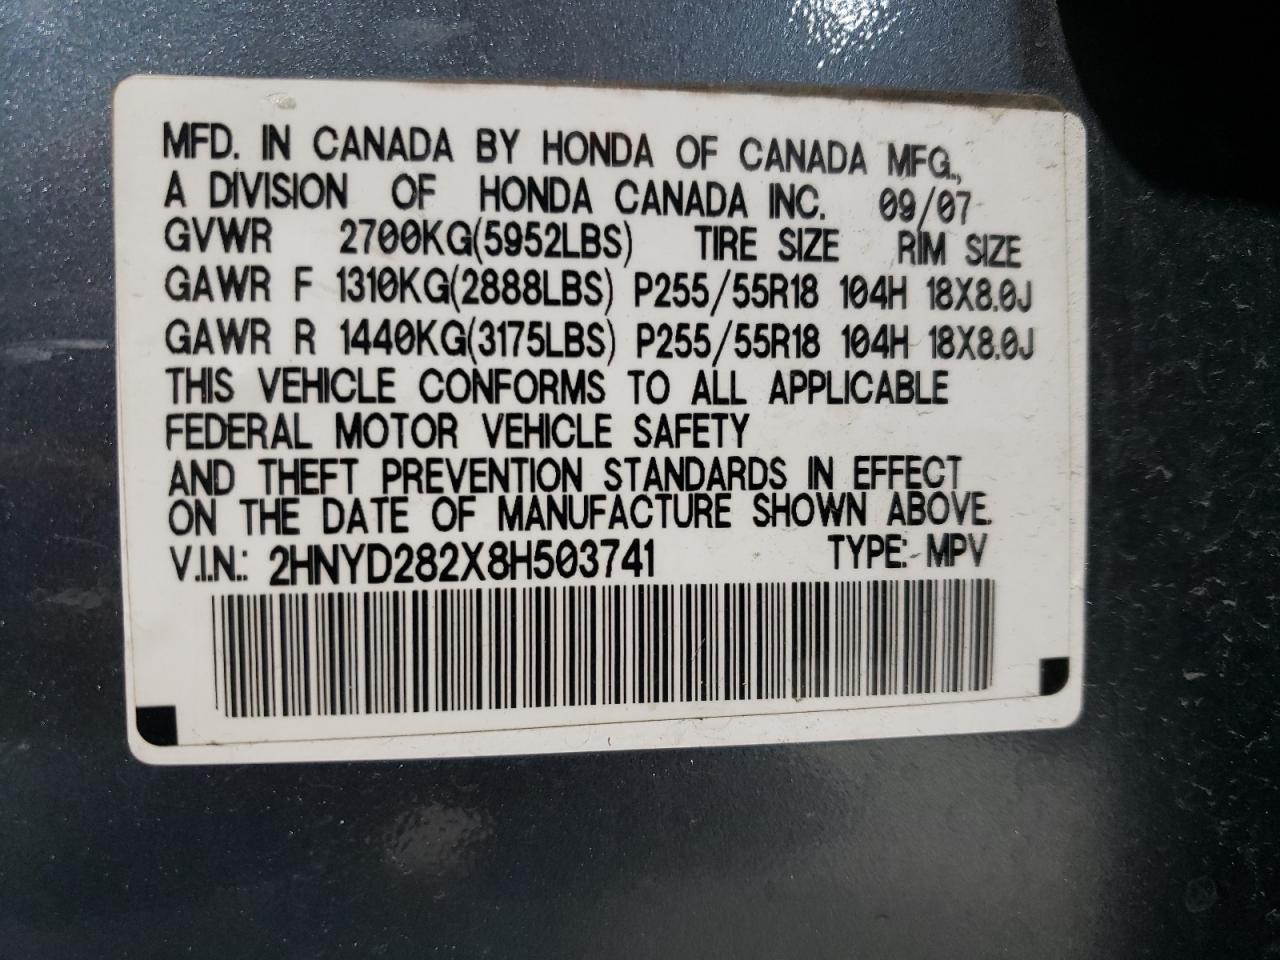 MFD. IN CANADA BY HONDA OF CANADA MFG.,
A DIVISION OF HONDA CANADA INC. 09/07
GVWR 2700KG(5952LBS) TIRE SIZE RIM SIZE
GAWR F 1310KG(2888LBS) P255/55R18 104H 18X8.0J
GAWR R 1440KG(3175LBS) P255/55R18 104H 18X8.0J
THIS VEHICLE CONFORMS TO ALL APPLICABLE
FEDERAL MOTOR VEHICLE SAFETY
AND THEFT PREVENTION STANDARDS IN EFFECT
ON THE DATE OF MANUFACTURE SHOWN ABOVE.
V.I.N.: 2HNYD282X8H503741 TYPE: MPV